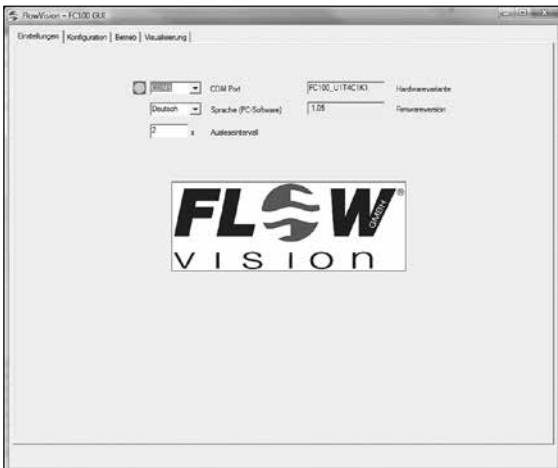 FlowVision - FC100 GUI
Einstellungen Konfiguration Betrieb Visualisierung
COM Port FC100_U1T4C1K1 Hardwarevariante
Deutsch Sprache (PC-Software) 1.05 Firmwareversion
2 s Ausleseintervall
FLOW GMBH ®
vision